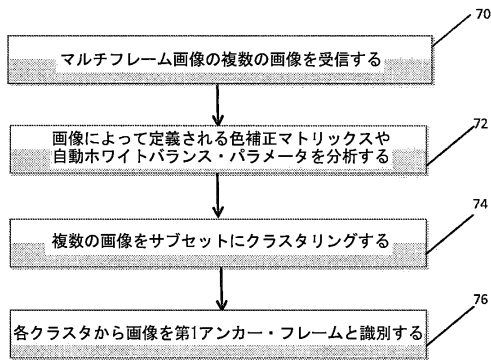 70
マルチフレーム画像の複数の画像を受信する
72
画像によって定義される色補正マトリックスや
自動ホワイトバランス・パラメータを分析する
74
複数の画像をサブセットにクラスタリングする
76
各クラスタから画像を第1アンカー・フレームと識別する